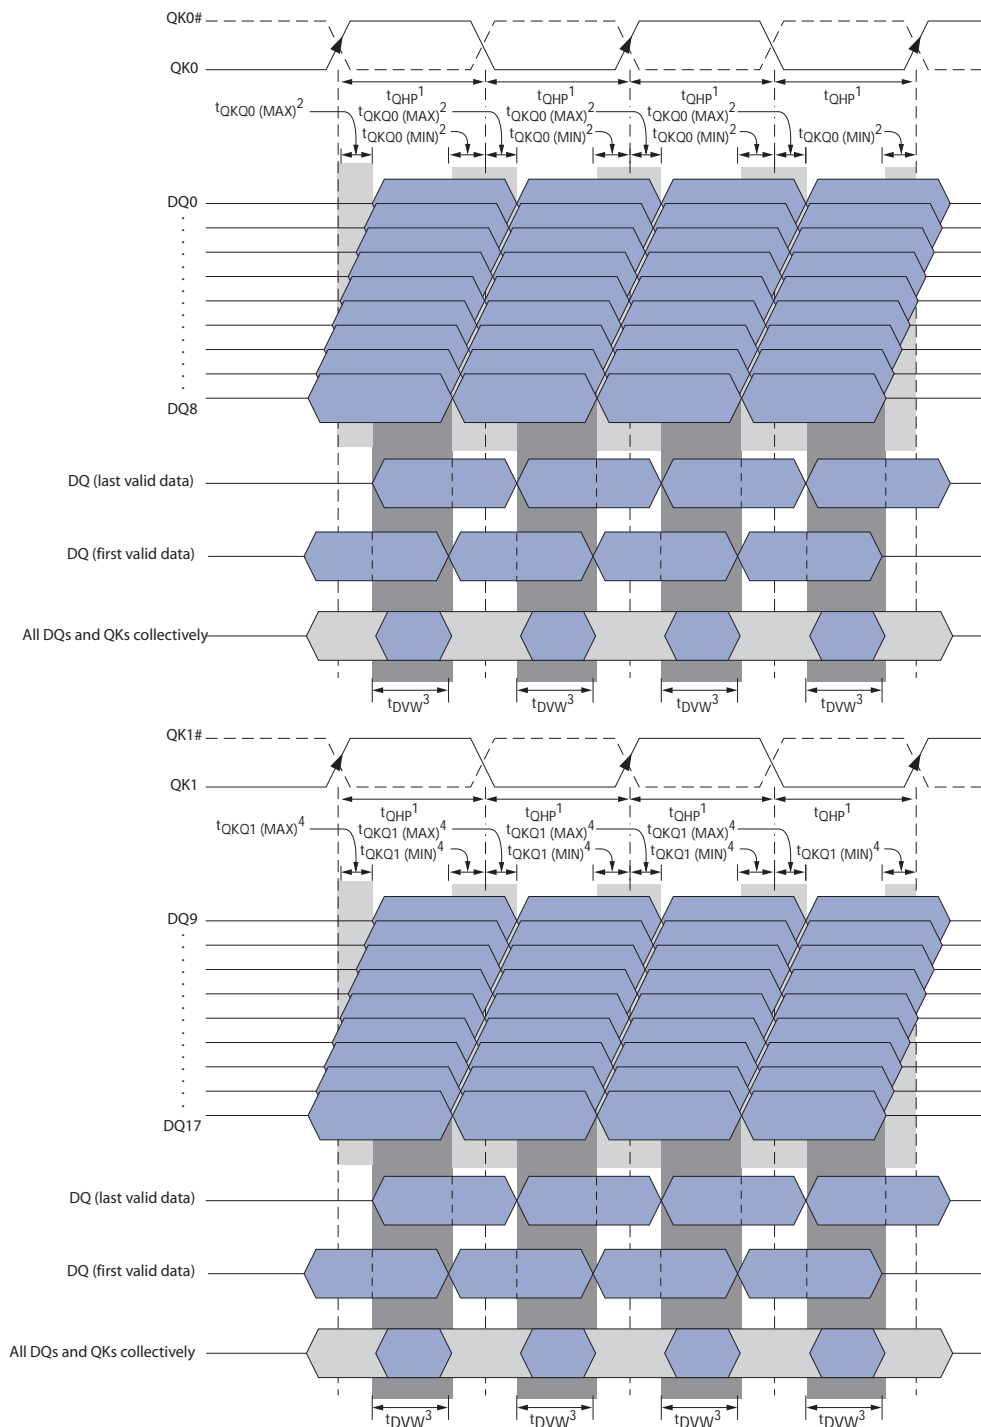 QK0#
QK0
tQHP1 tQHP1 tQHP1 tQHP1
tQKQ0 (MAX)2 tQKQ0 (MAX)2 tQKQ0 (MAX)2 tQKQ0 (MAX)2
tQKQ0 (MIN)2 tQKQ0 (MIN)2 tQKQ0 (MIN)2 tQKQ0 (MIN)2
DQ0
DQ8
DQ (last valid data)
DQ (first valid data)
All DQs and QKs collectively
tDVW3 tDVW3 tDVW3 tDVW3
QK1#
QK1
tQHP1 tQHP1 tQHP1 tQHP1
tQKQ1 (MAX)4 tQKQ1 (MAX)4 tQKQ1 (MAX)4 tQKQ1 (MAX)4
tQKQ1 (MIN)4 tQKQ1 (MIN)4 tQKQ1 (MIN)4 tQKQ1 (MIN)4
DQ9
DQ17
DQ (last valid data)
DQ (first valid data)
All DQs and QKs collectively
tDVW3 tDVW3 tDVW3 tDVW3